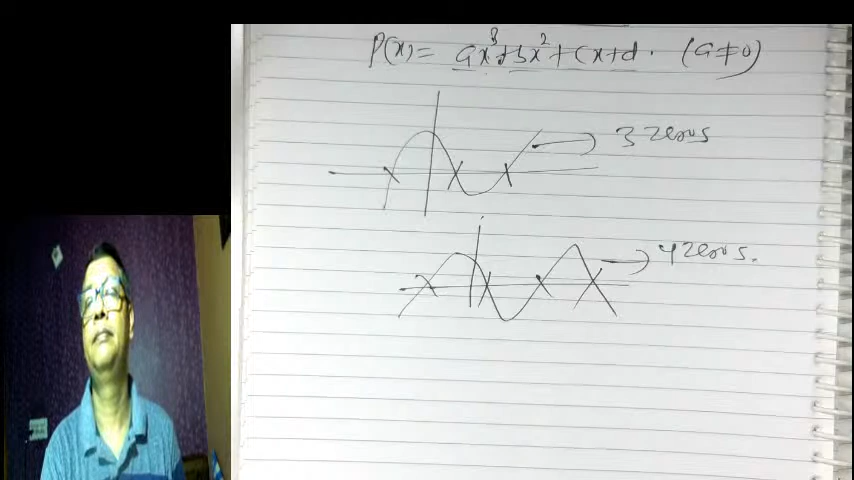 P(x) = ax³+bx²+cx+d. (a≠0)
3 zeros
4 zeros.